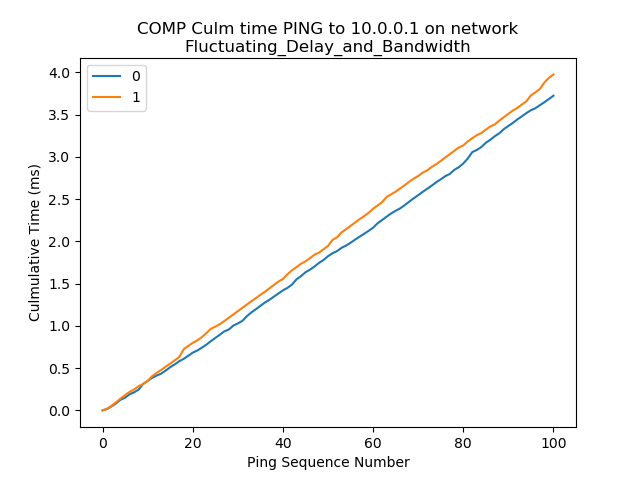 COMP Culm time PING to 10.0.0.1 on network
Fluctuating_Delay_and_Bandwidth
0
1
4.0
3.5
3.0
2.5
2.0
1.5
1.0
0.5
0.0
Culmulative Time (ms)
0 20 40 60 80 100
Ping Sequence Number